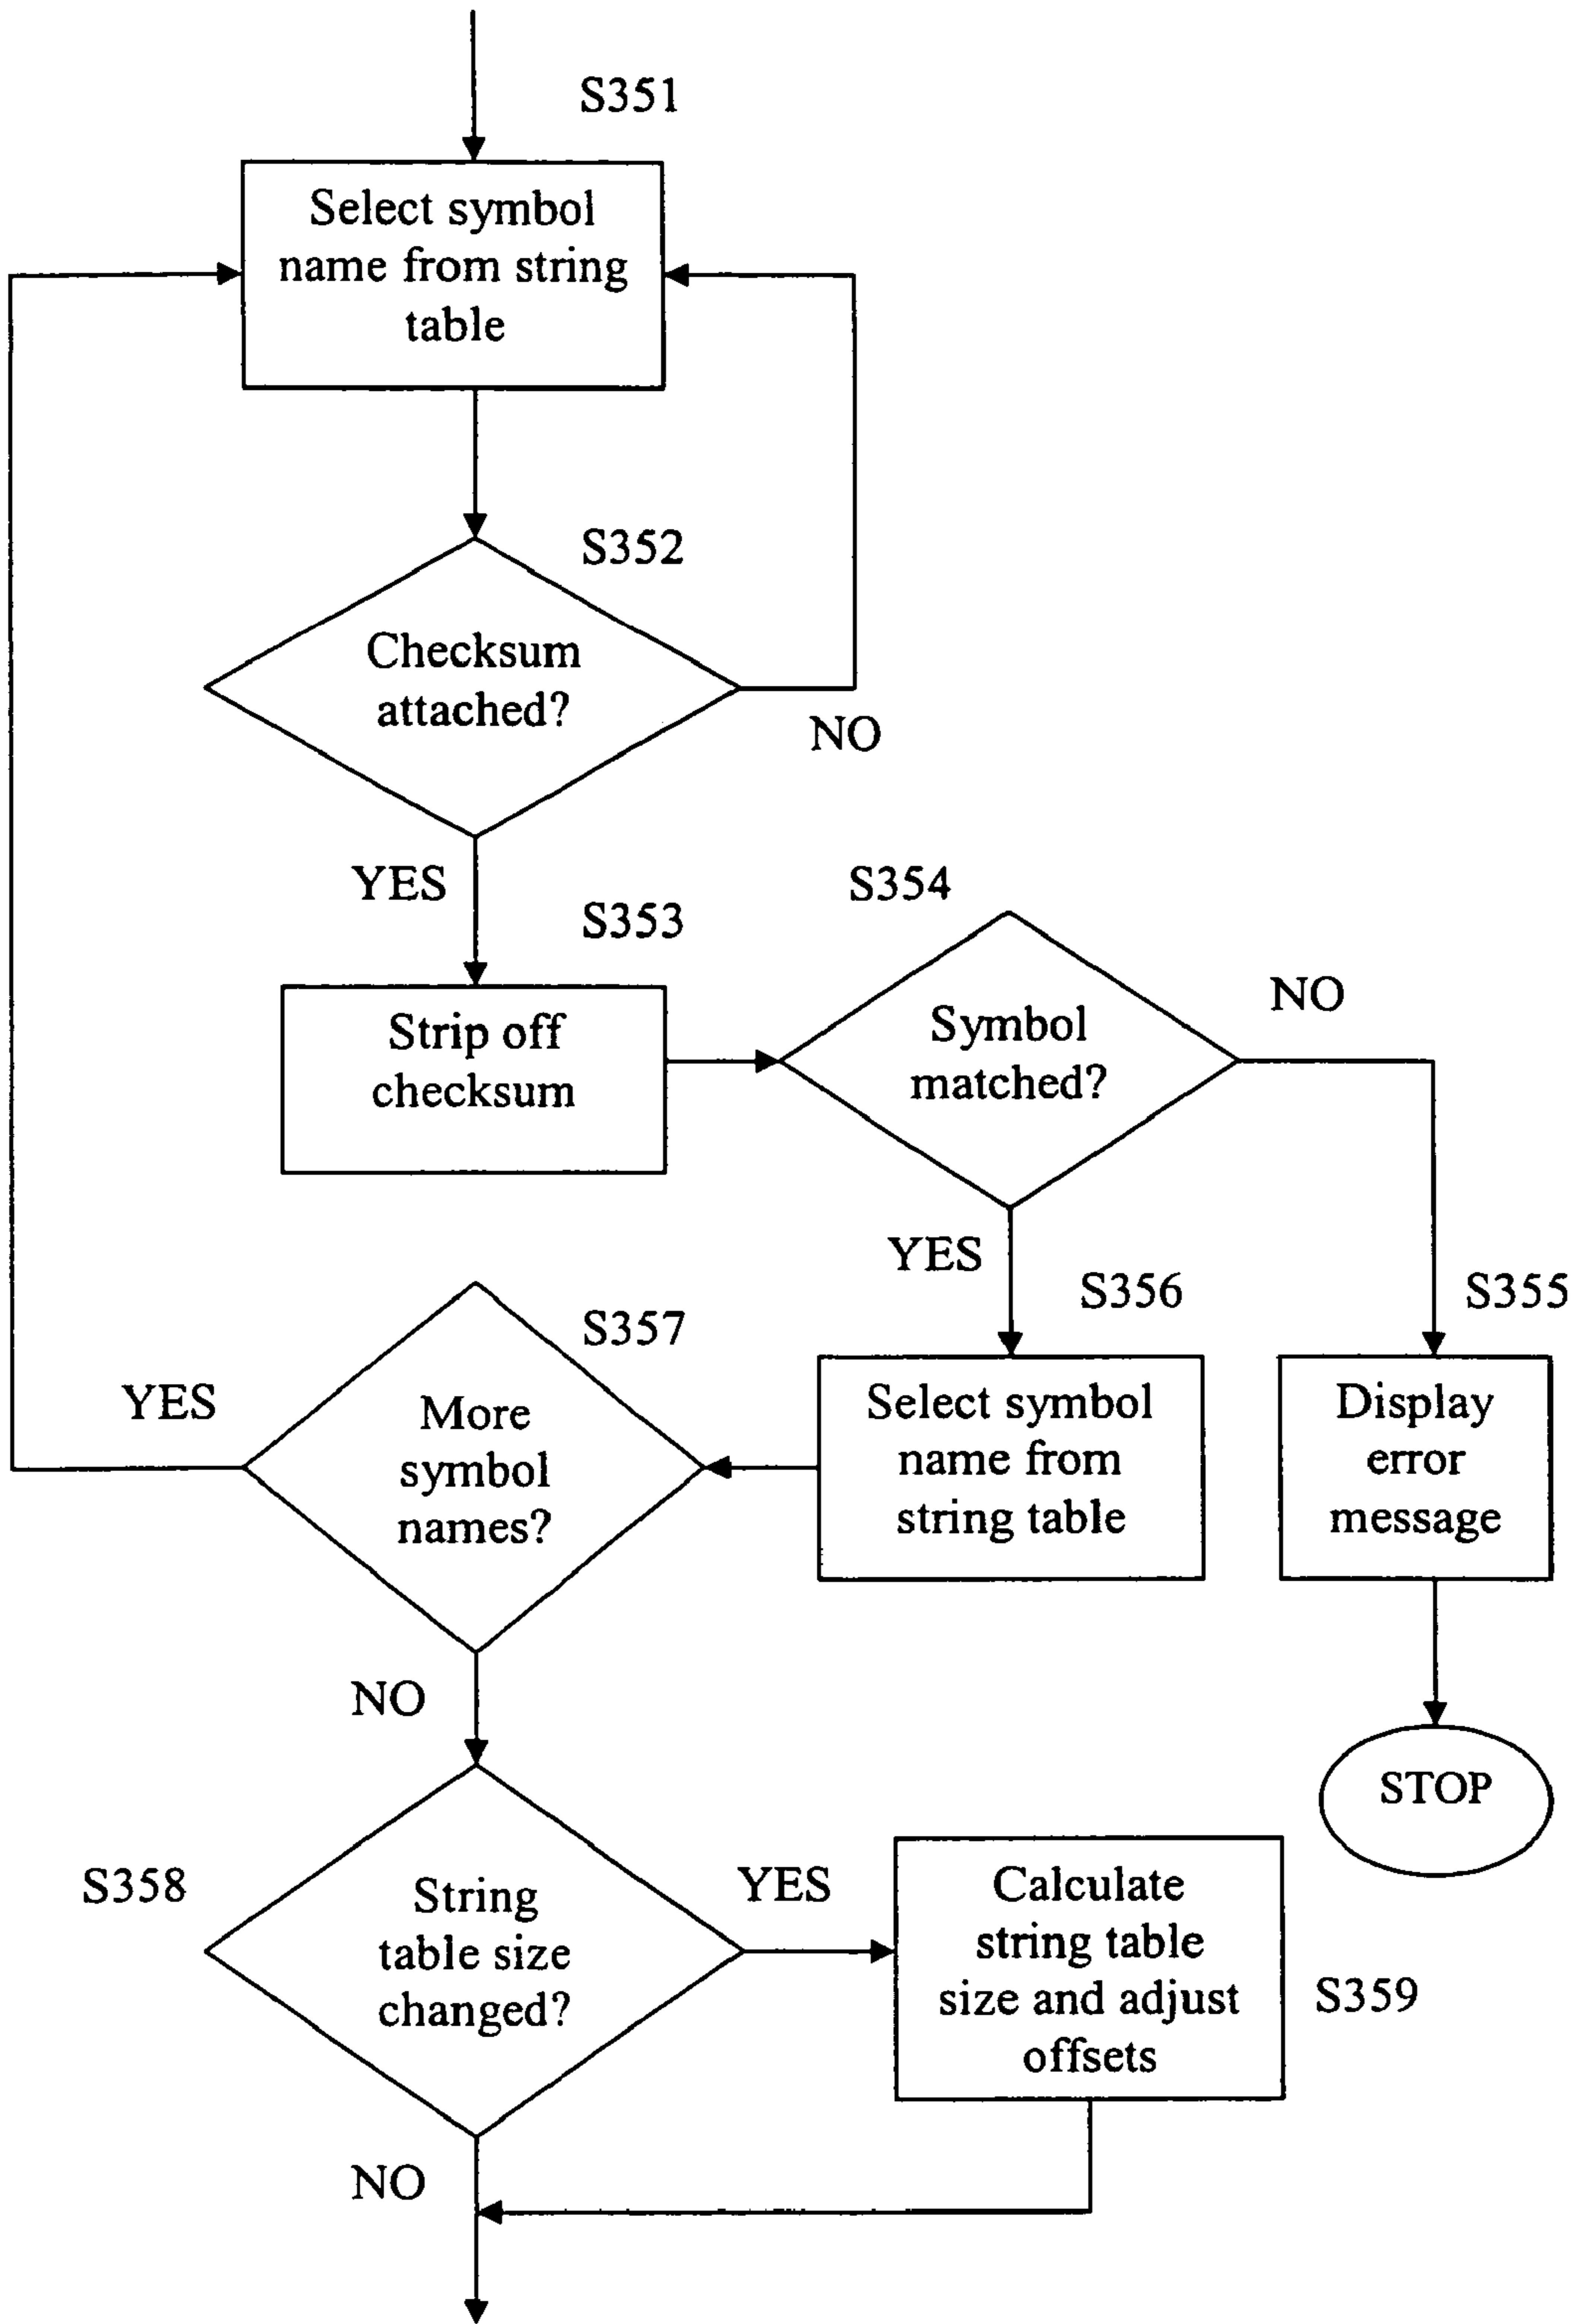 S351
Select symbol
name from string
table
S352
Checksum
attached?
NO
YES
S353
S354
Strip off
checksum
Symbol
matched?
NO
YES
S356
S355
S357
YES
More
symbol
names?
Select symbol
name from
string table
Display
error
message
NO
STOP
S358
String
table size
changed?
YES
Calculate
string table
size and adjust
offsets
S359
NO